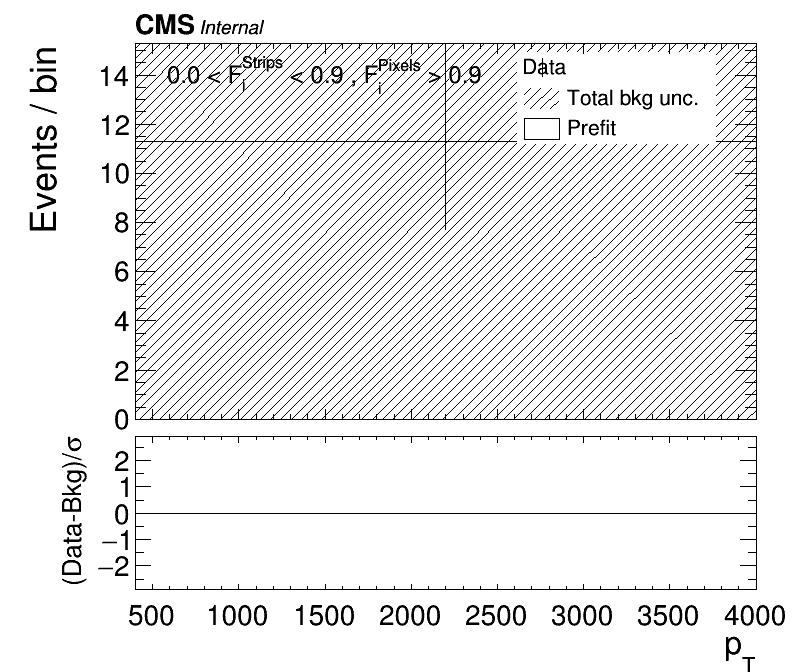 CMS Internal
Events / bin
14
12
10
8
6
4
2
0
0.0 < F_i^Strips < 0.9 , F_i^Pixels > 0.9
Data
Total bkg unc.
Prefit
(Data-Bkg)/σ
2
1
0
−1
−2
500 1000 1500 2000 2500 3000 3500 4000
p_T